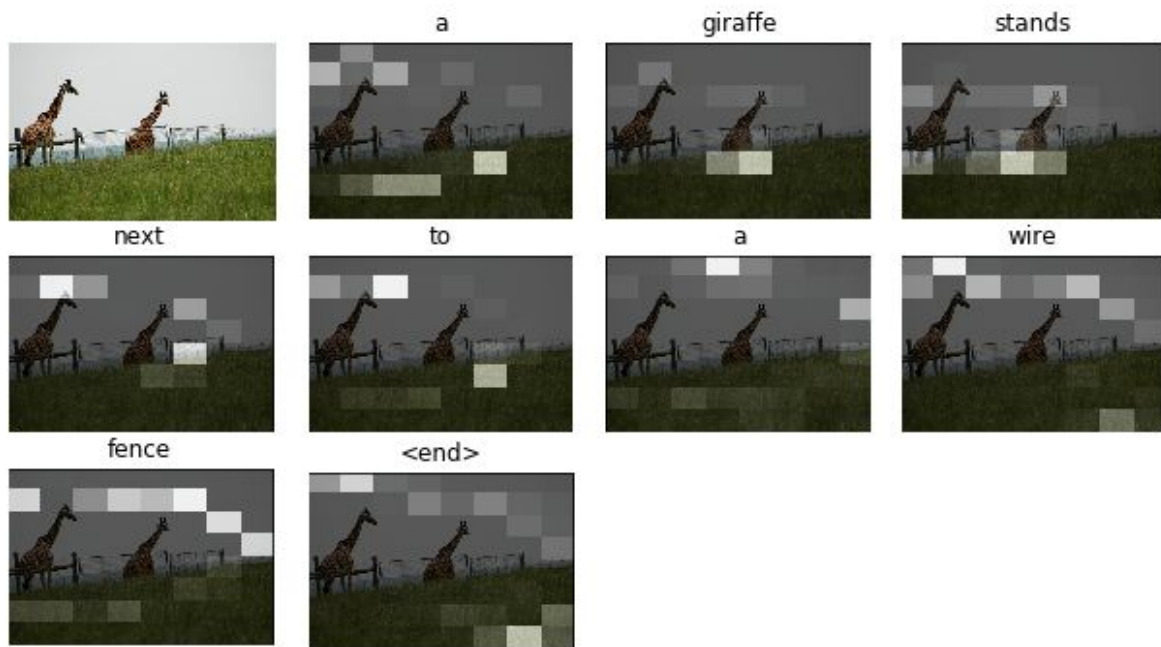 a giraffe stands
next to a wire
fence <end>